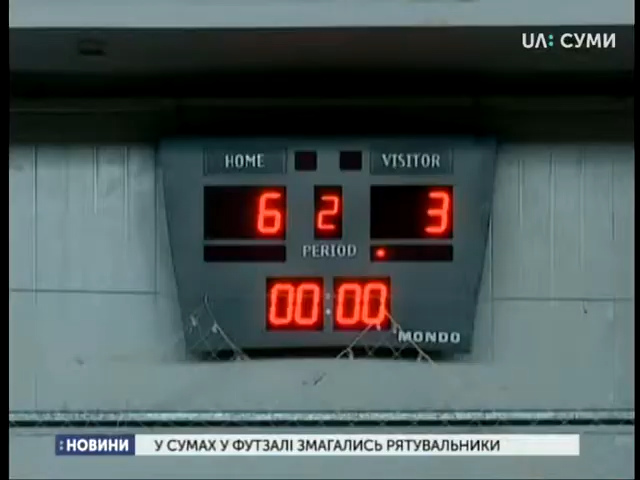 UA: СУМИ
HOME VISITOR
6 2 3
PERIOD
00:00
MONDO
:НОВИНИ У СУМАХ У ФУТЗАЛІ ЗМАГАЛИСЬ РЯТУВАЛЬНИКИ